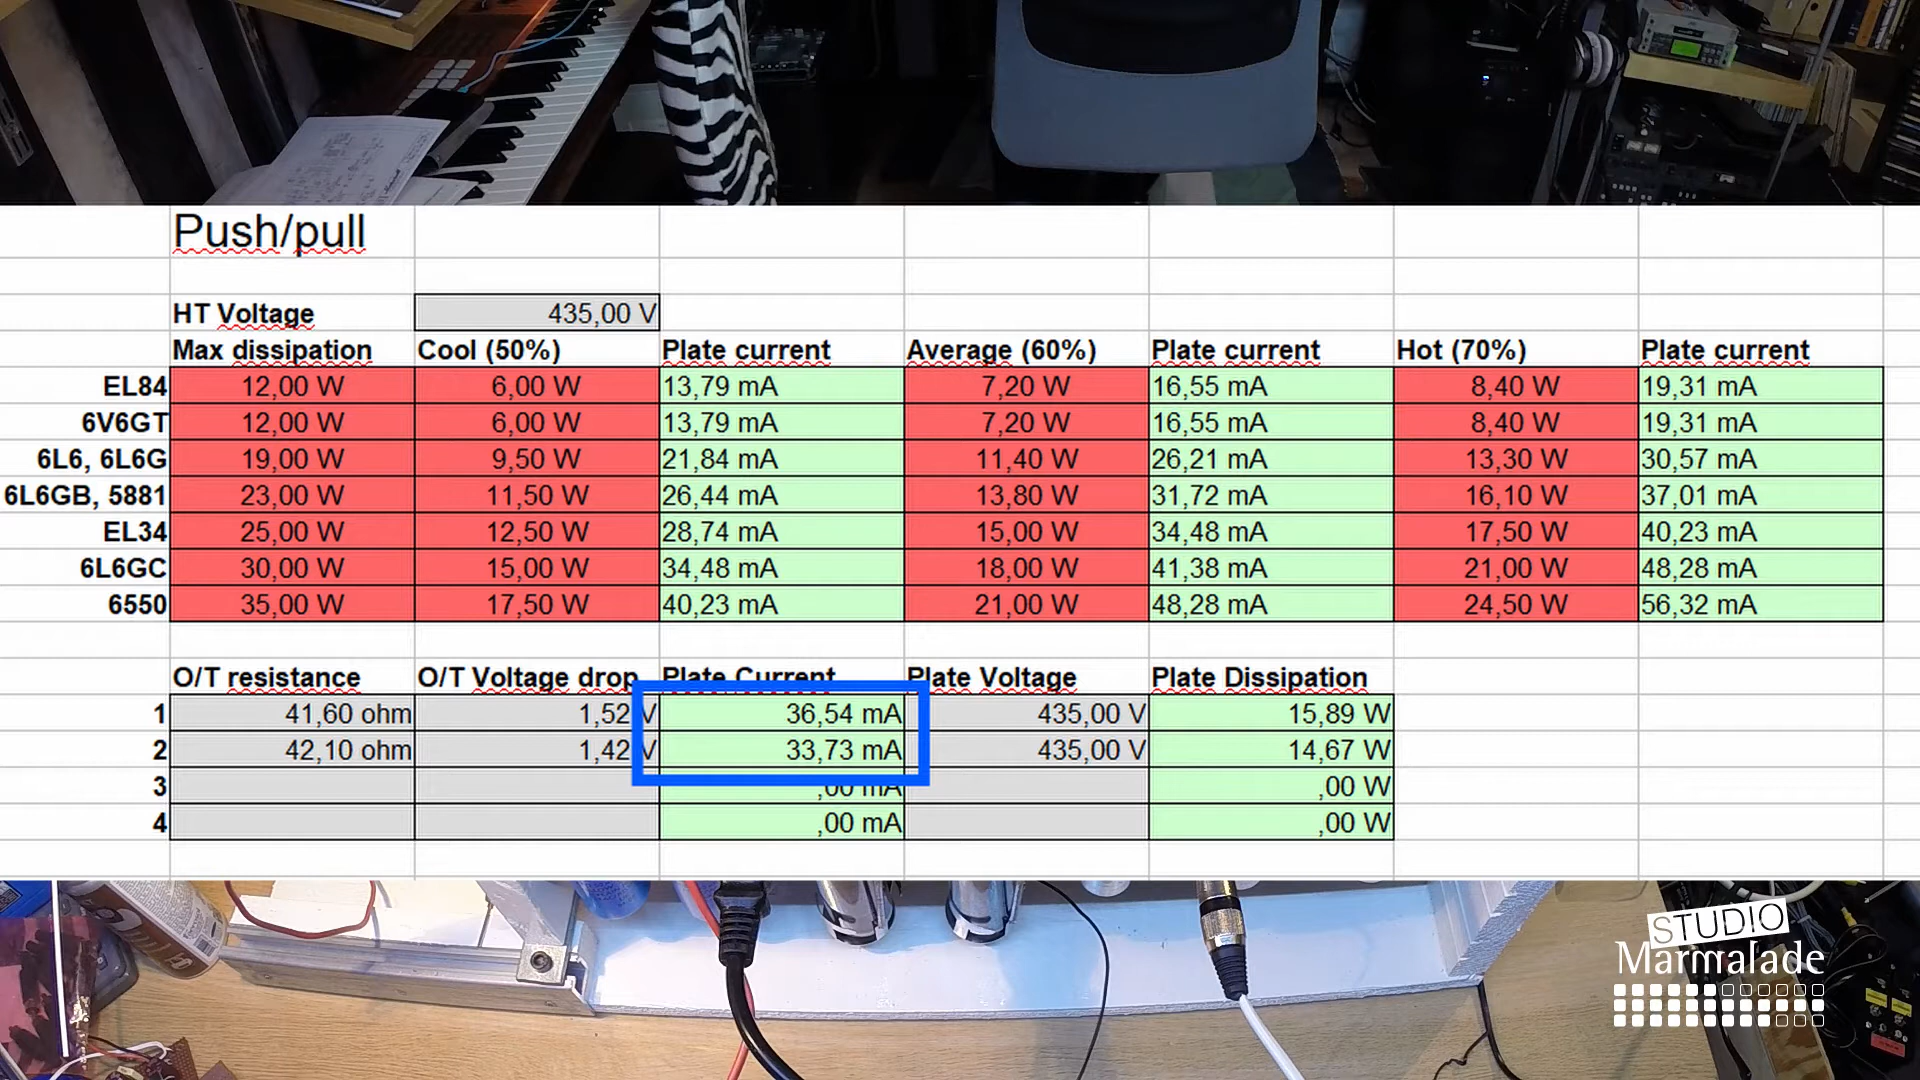 Push/pull
HT Voltage 435,00 V
Max dissipation Cool (50%) Plate current Average (60%) Plate current Hot (70%) Plate current
EL84 12,00 W 6,00 W 13,79 mA 7,20 W 16,55 mA 8,40 W 19,31 mA
6V6GT 12,00 W 6,00 W 13,79 mA 7,20 W 16,55 mA 8,40 W 19,31 mA
6L6, 6L6G 19,00 W 9,50 W 21,84 mA 11,40 W 26,21 mA 13,30 W 30,57 mA
6L6GB, 5881 23,00 W 11,50 W 26,44 mA 13,80 W 31,72 mA 16,10 W 37,01 mA
EL34 25,00 W 12,50 W 28,74 mA 15,00 W 34,48 mA 17,50 W 40,23 mA
6L6GC 30,00 W 15,00 W 34,48 mA 18,00 W 41,38 mA 21,00 W 48,28 mA
6550 35,00 W 17,50 W 40,23 mA 21,00 W 48,28 mA 24,50 W 56,32 mA
O/T resistance O/T Voltage drop Plate Current Plate Voltage Plate Dissipation
1 41,60 ohm 1,52 V 36,54 mA 435,00 V 15,89 W
2 42,10 ohm 1,42 V 33,73 mA 435,00 V 14,67 W
3 ,00 mA ,00 W
4 ,00 mA ,00 W
STUDIO
Marmalade